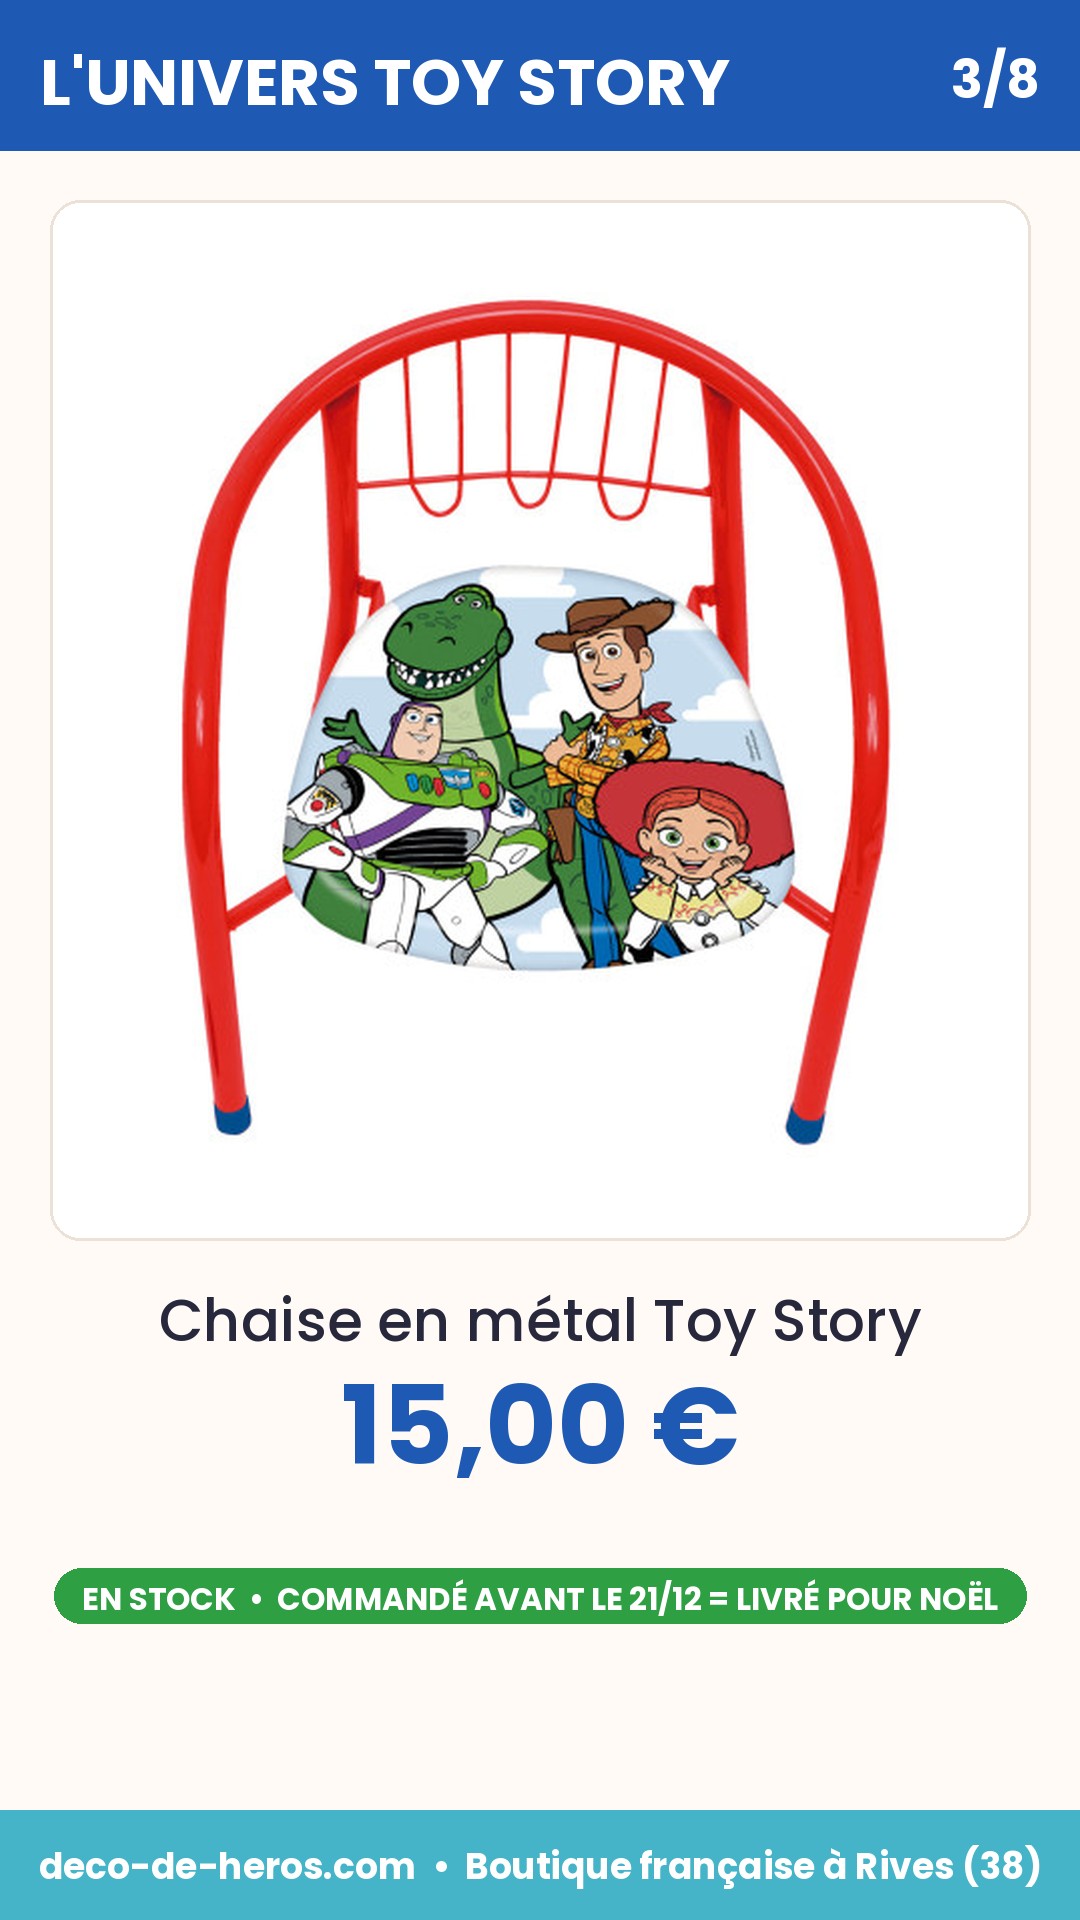 L'UNIVERS TOY STORY
3/8
Chaise en métal Toy Story
15,00 €
EN STOCK • COMMANDÉ AVANT LE 21/12 = LIVRÉ POUR NOËL
deco-de-heros.com • Boutique française à Rives (38)